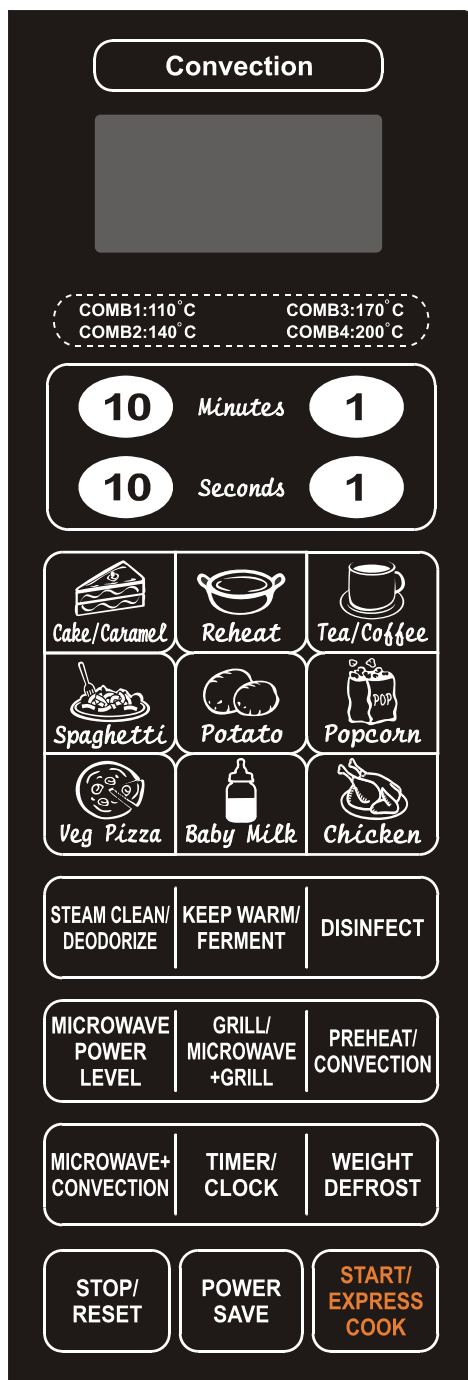 Convection
COMB1:110°C COMB3:170°C
COMB2:140°C COMB4:200°C
10 Minutes 1
10 Seconds 1
Cake/Caramel Reheat Tea/Coffee
POP
Spaghetti Potato Popcorn
Veg Pizza Baby Milk Chicken
STEAM CLEAN/
DEODORIZE
KEEP WARM/
FERMENT
DISINFECT
MICROWAVE
POWER
LEVEL
GRILL/
MICROWAVE
+GRILL
PREHEAT/
CONVECTION
MICROWAVE+
CONVECTION
TIMER/
CLOCK
WEIGHT
DEFROST
STOP/
RESET
POWER
SAVE
START/
EXPRESS
COOK